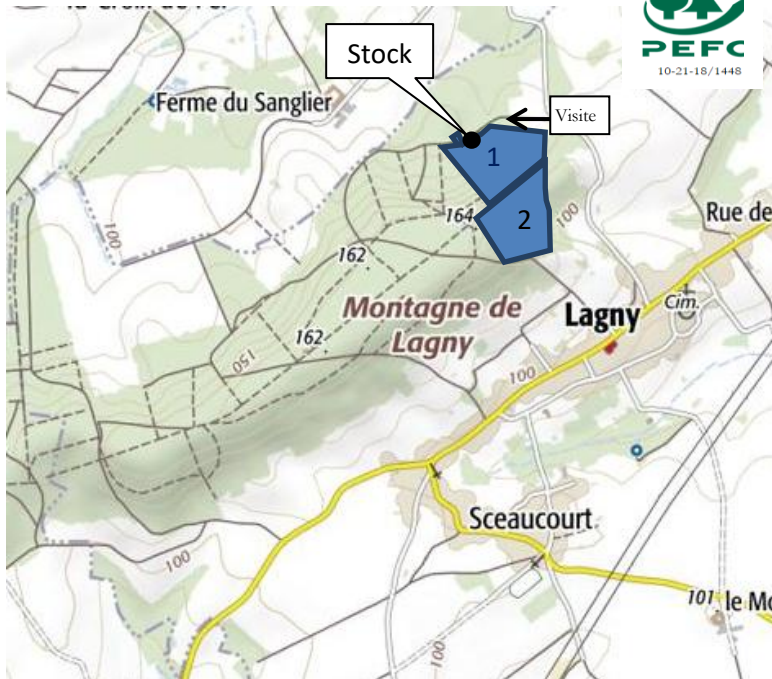 Stock
PEFC
10-21-18/1448
Ferme du Sanglier
Visite
1
2
164
100
100
Rue de
162
Montagne de
Lagny
Lagny
Cim.
162
150
100
Sceaucourt
100
101
le Mo
100